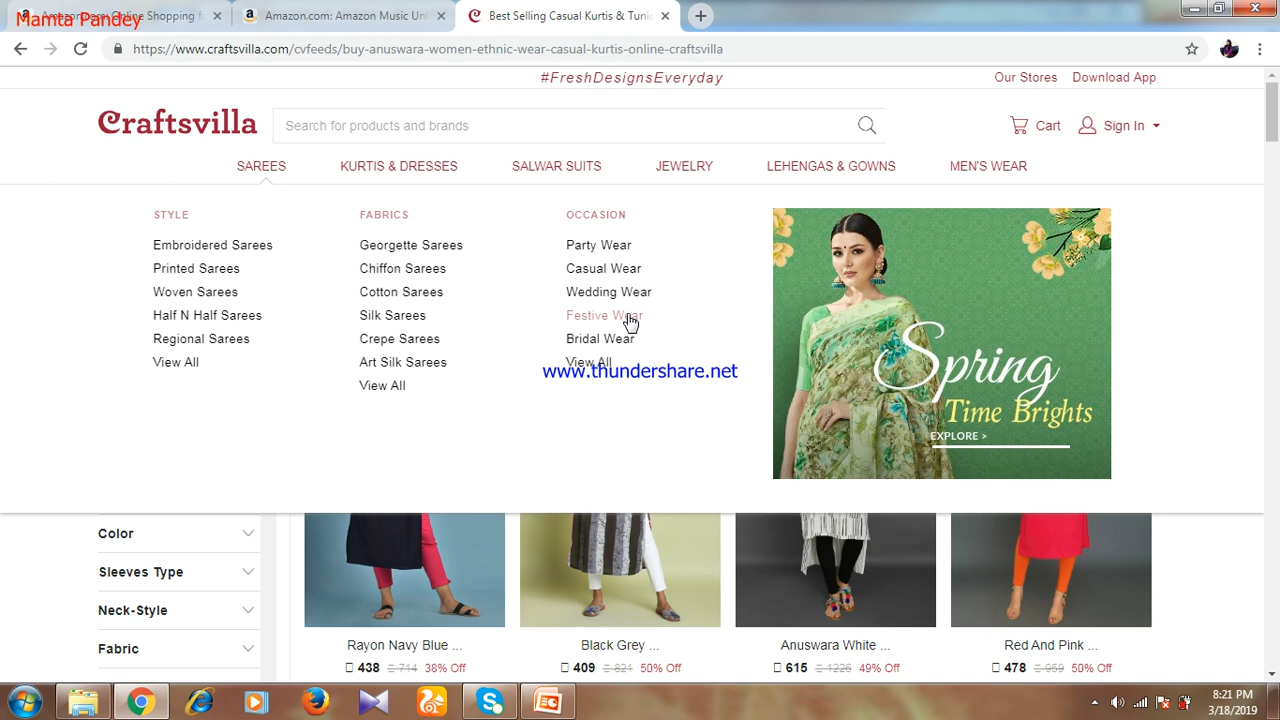 Mamta Pandey
Amazon.com: Online Shopping f
Amazon.com: Amazon Music Unl
Best Selling Casual Kurtis & Tunic
https://www.craftsvilla.com/cvfeeds/buy-anuswara-women-ethnic-wear-casual-kurtis-online-craftsvilla
#FreshDesignsEveryday
Our Stores
Download App
Craftsvilla
Search for products and brands
Cart
Sign In
SAREES
KURTIS & DRESSES
SALWAR SUITS
JEWELRY
LEHENGAS & GOWNS
MEN'S WEAR
STYLE
Embroidered Sarees
Printed Sarees
Woven Sarees
Half N Half Sarees
Regional Sarees
View All
FABRICS
Georgette Sarees
Chiffon Sarees
Cotton Sarees
Silk Sarees
Crepe Sarees
Art Silk Sarees
View All
OCCASION
Party Wear
Casual Wear
Wedding Wear
Festive Wear
Bridal Wear
View All
www.thundershare.net
Spring
Time Brights
EXPLORE >
Color
Sleeves Type
Neck-Style
Fabric
Rayon Navy Blue ...
438 714 38% Off
Black Grey ...
409 821 50% Off
Anuswara White ...
615 1226 49% Off
Red And Pink ...
478 959 50% Off
8:21 PM
3/18/2019